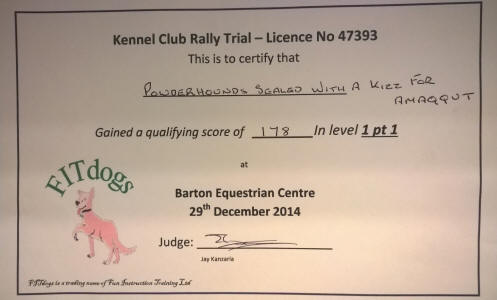 Kennel Club Rally Trial – Licence No 47393
This is to certify that
POWDERHOUNDS SEALED WITH A KIZZ FOR
AMAQQUT
Gained a qualifying score of 178 In level 1 pt 1
at
FITdogs
Barton Equestrian Centre
29th December 2014
Judge:
Jay Kanzaria
FITdogs is a trading name of Fun Instruction Training Ltd